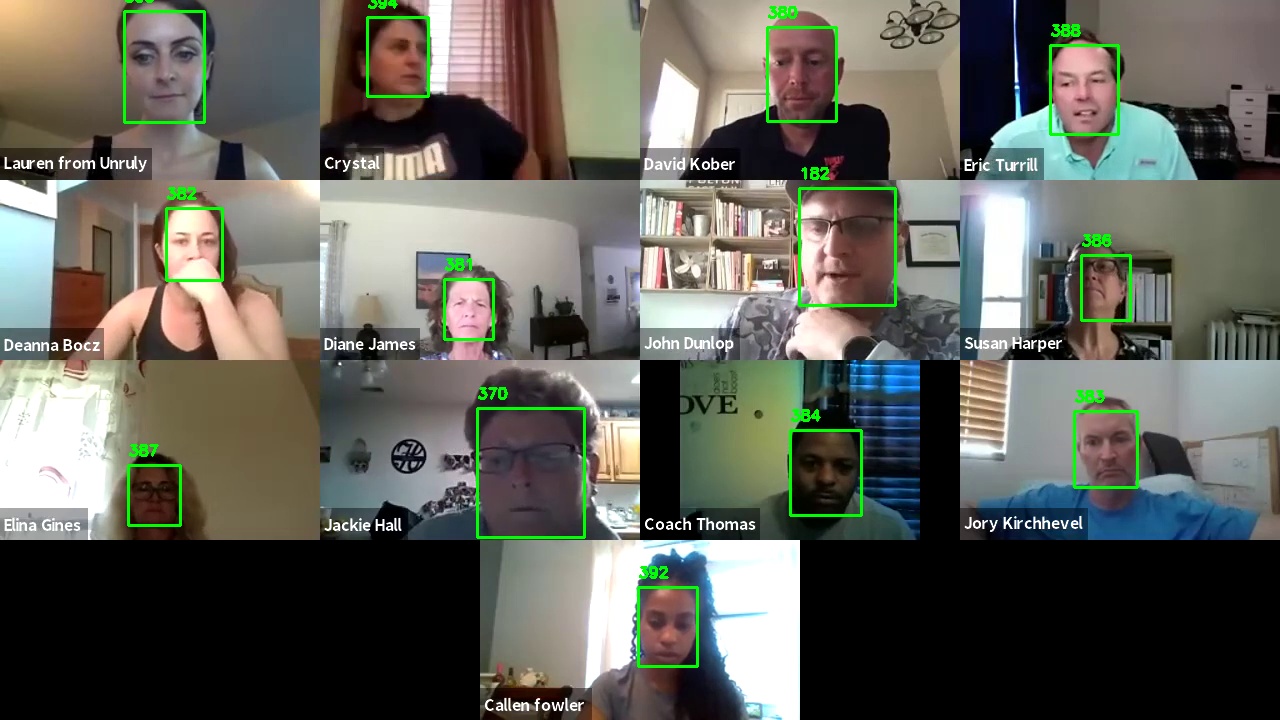 394
380
388
Lauren from Unruly
Crystal
PUMA
David Kober
Eric Turrill
382
381
182
386
Deanna Bocz
Diane James
John Dunlop
Susan Harper
387
370
OVE
384
383
Elina Gines
Jackie Hall
Coach Thomas
Jory Kirchhevel
392
Callen fowler